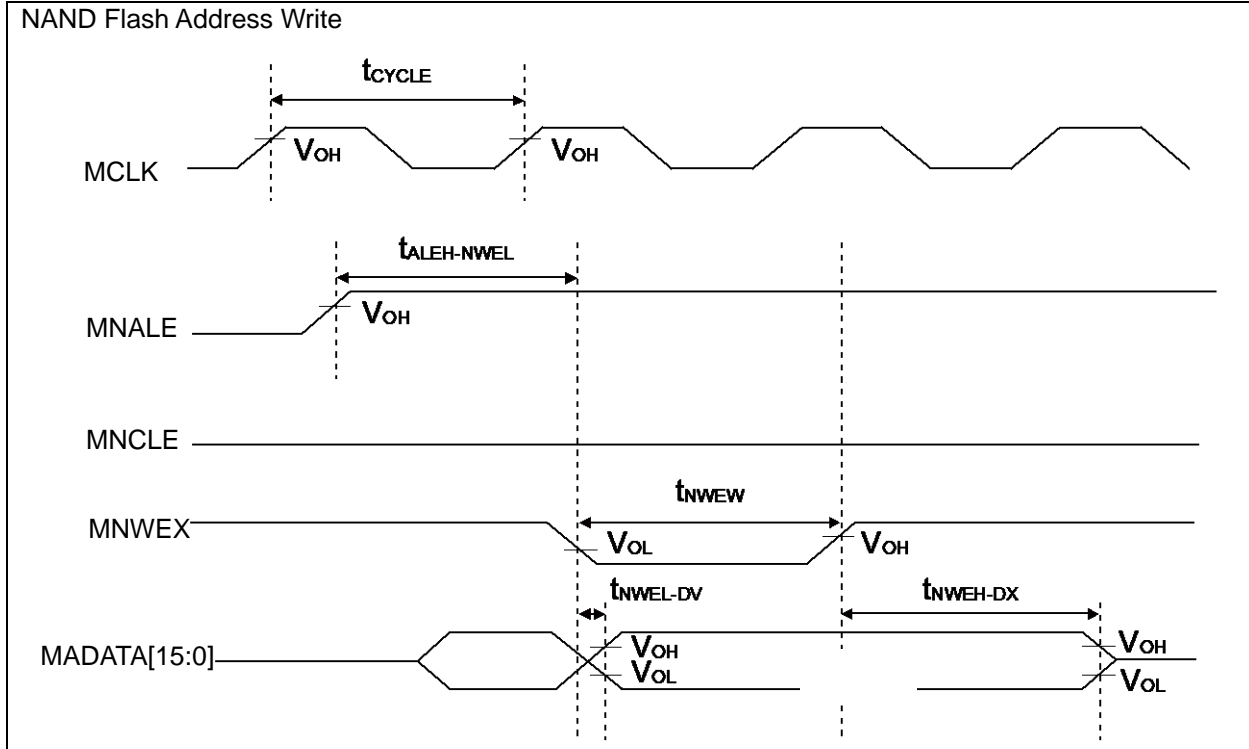 NAND Flash Address Write
tCYCLE
VOH
VOH
MCLK
tALEH-NWEL
VOH
MNALE
MNCLE
tNWEW
MNWEX
VOL
VOH
tNWEL-DV
tNWEH-DX
VOH
VOH
MADATA[15:0]
VOL
VOL